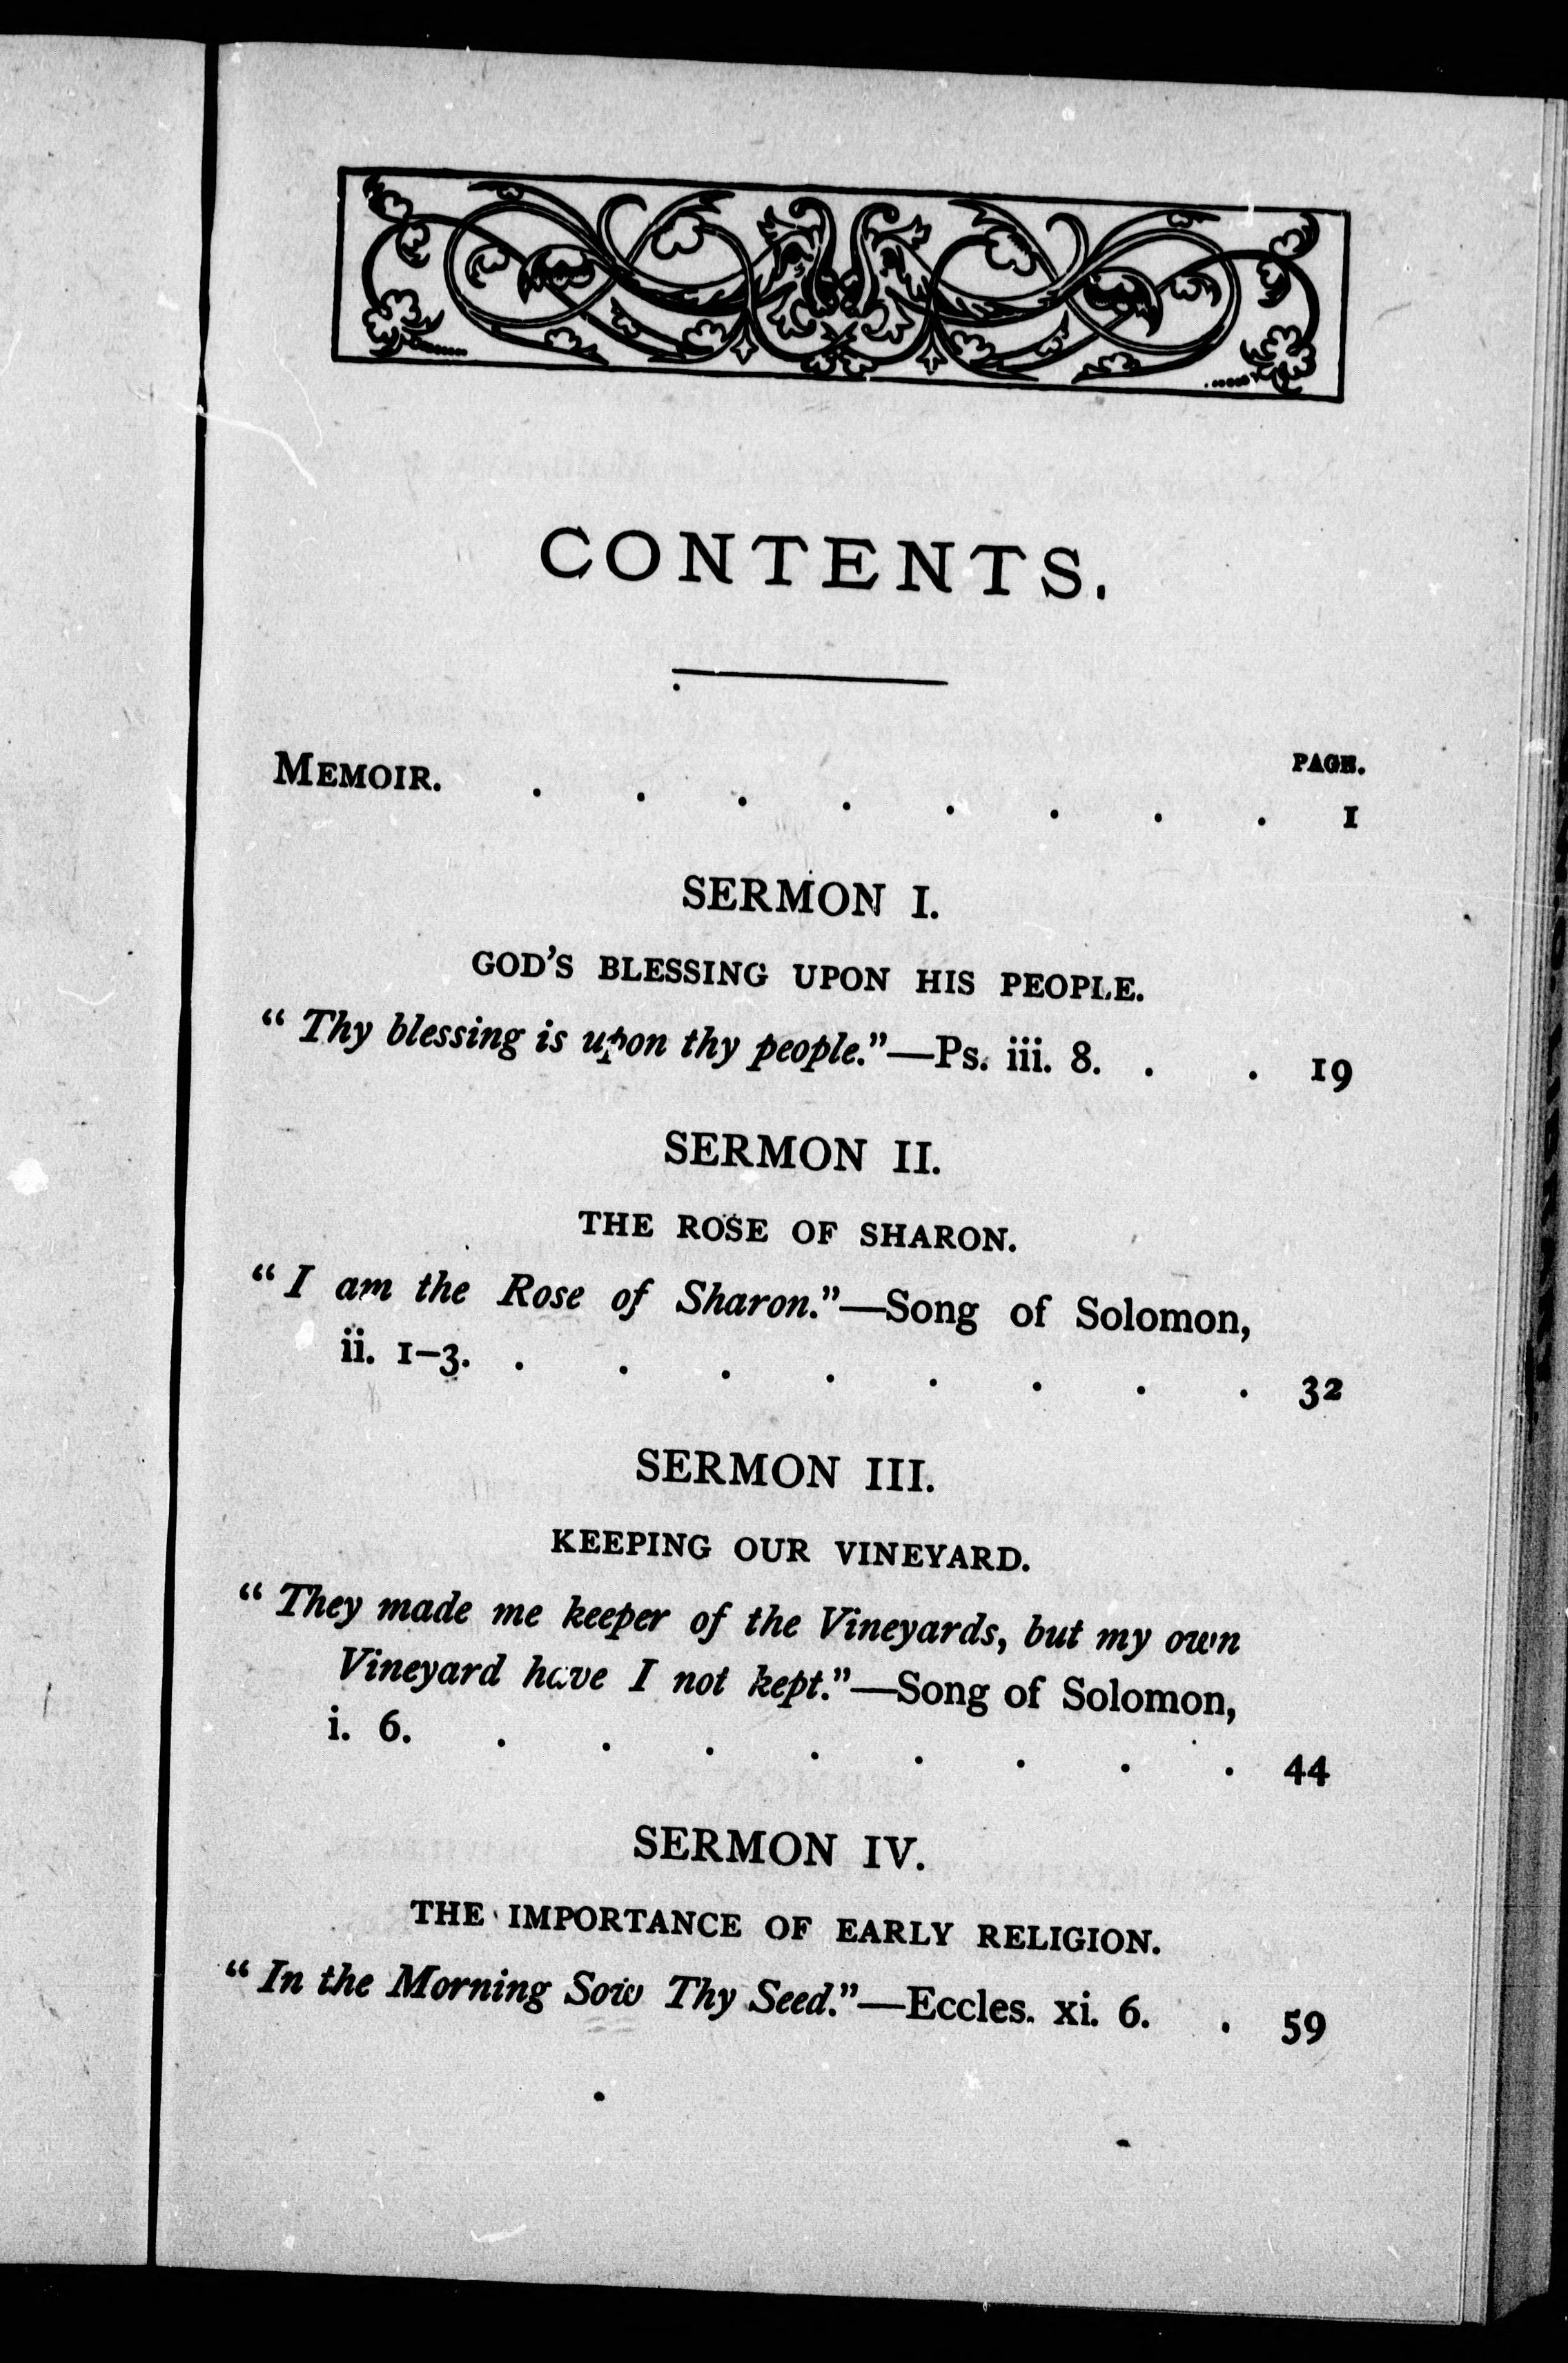 CONTENTS.
PAGE.
MEMOIR. . . . . . . . . 1
SERMON I.
GOD'S BLESSING UPON HIS PEOPLE.
“ Thy blessing is upon thy people.”—Ps. iii. 8. . . 19
SERMON II.
THE ROSE OF SHARON.
“ I am the Rose of Sharon.”—Song of Solomon,
ii. 1–3. . . . . . . . . 32
SERMON III.
KEEPING OUR VINEYARD.
“ They made me keeper of the Vineyards, but my own
Vineyard have I not kept.”—Song of Solomon,
i. 6. . . . . . . . . 44
SERMON IV.
THE IMPORTANCE OF EARLY RELIGION.
“ In the Morning Sow Thy Seed.”—Eccles. xi. 6. . 59